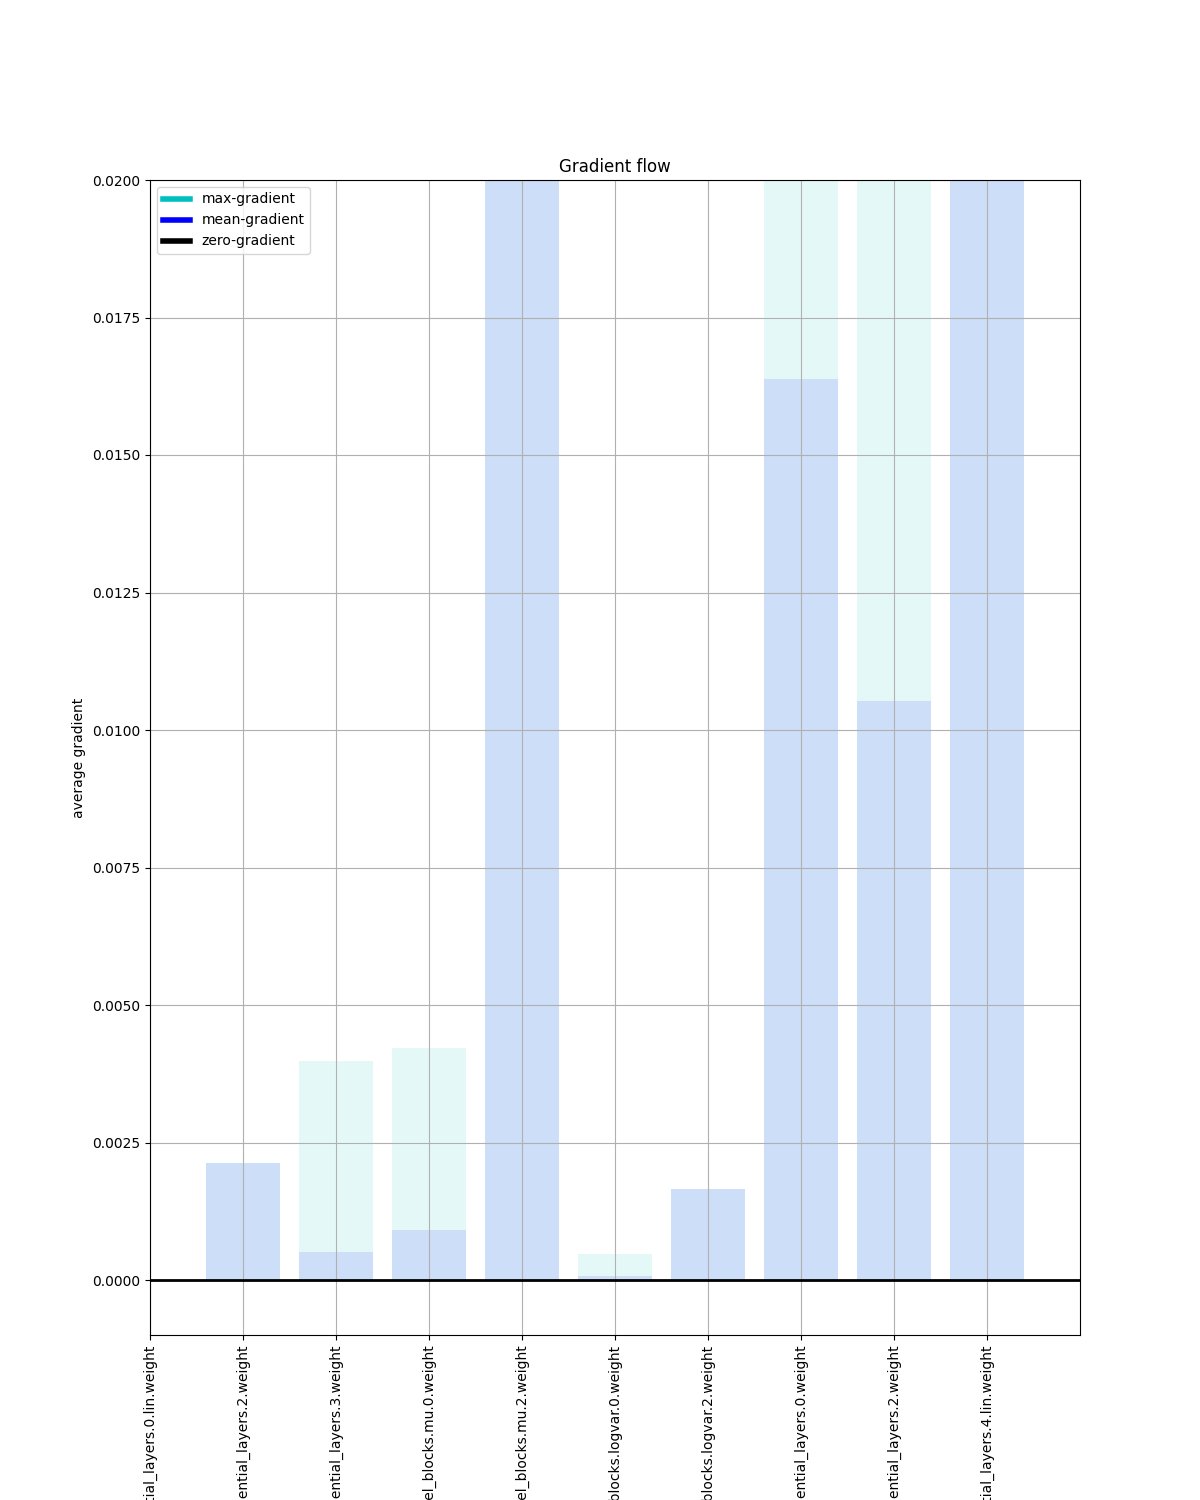 Gradient flow
max-gradient
mean-gradient
zero-gradient
0.0200
0.0175
0.0150
0.0125
0.0100
0.0075
0.0050
0.0025
0.0000
average gradient
tial_layers.0.lin.weight
ential_layers.2.weight
ential_layers.3.weight
el_blocks.mu.0.weight
el_blocks.mu.2.weight
blocks.logvar.0.weight
blocks.logvar.2.weight
ential_layers.0.weight
ential_layers.2.weight
tial_layers.4.lin.weight